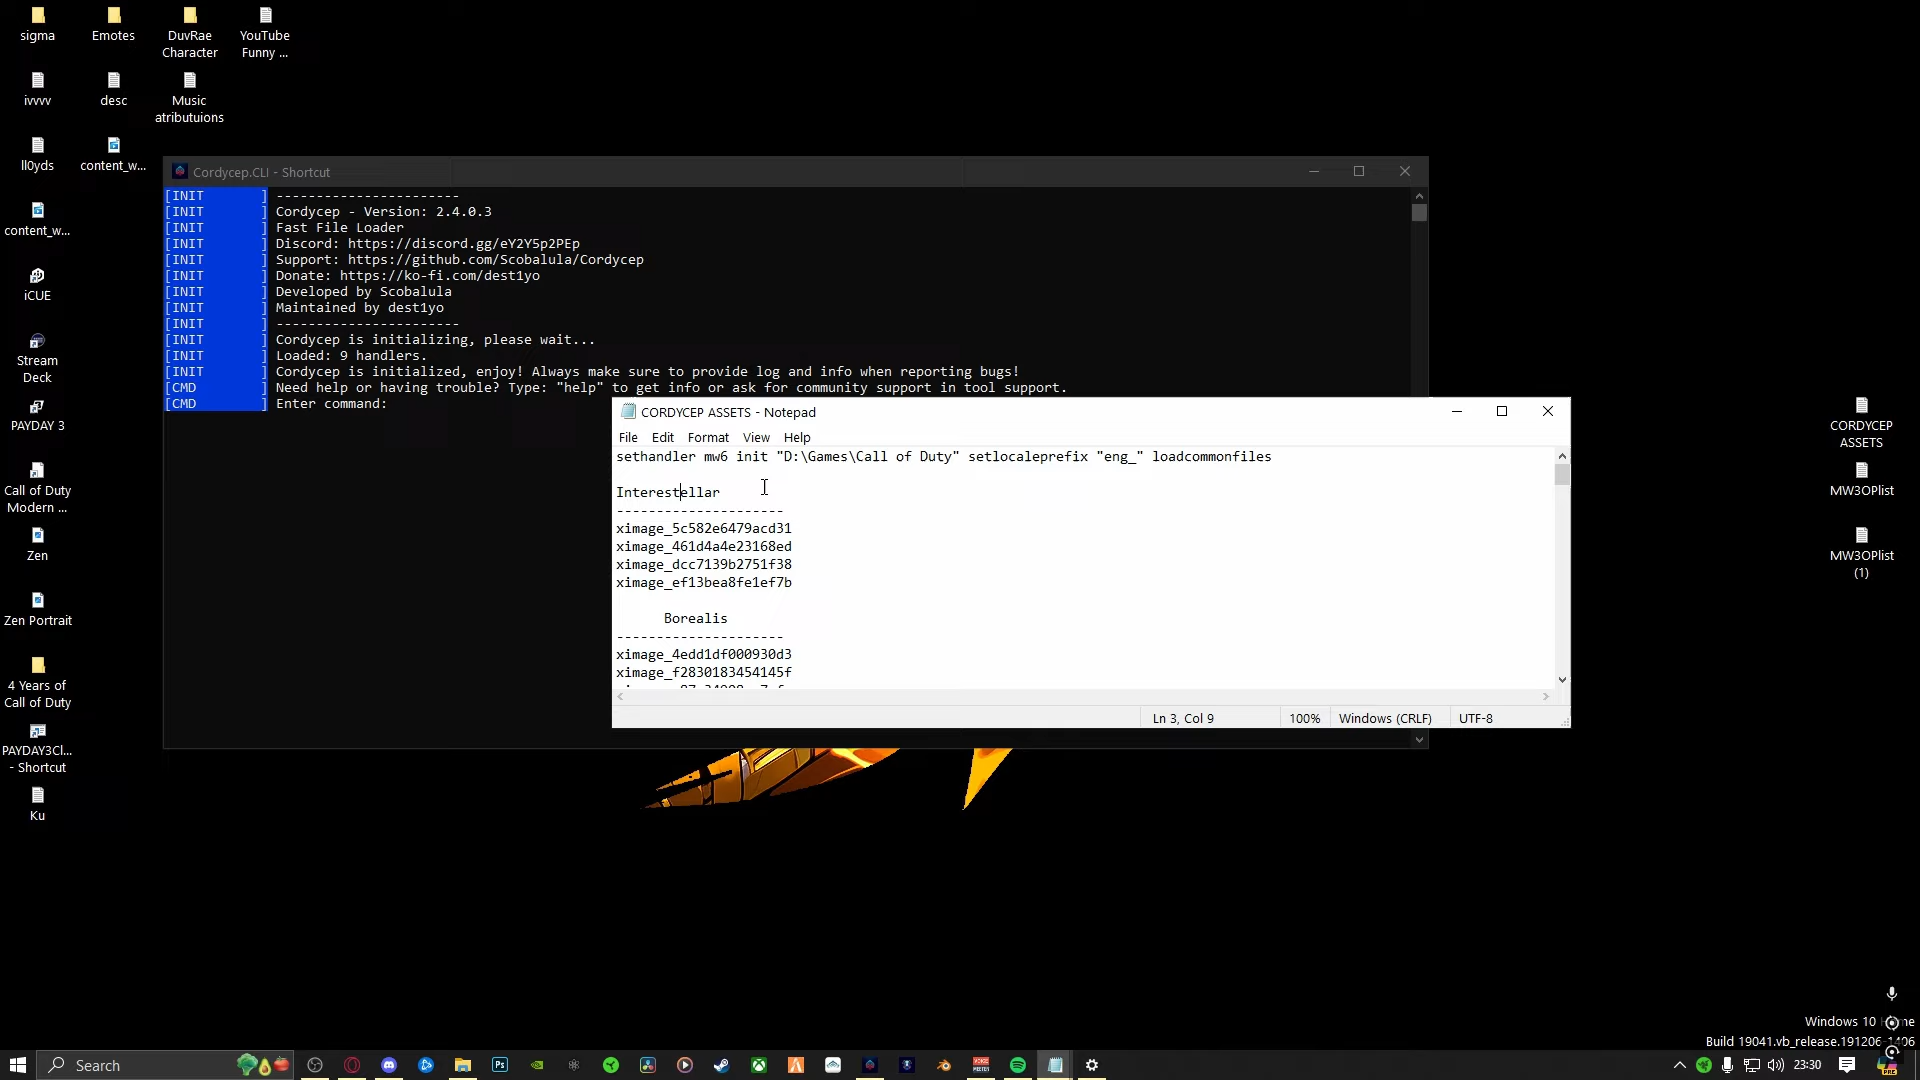 sigma
Emotes
DuvRae
Character
YouTube
Funny ...
ivvvv
desc
Music
atributuions
ll0yds
content_w...
content_w...
iCUE
Stream
Deck
PAYDAY 3
Call of Duty
Modern ...
Zen
Zen Portrait
4 Years of
Call of Duty
PAYDAY3Cl...
- Shortcut
Ku
Cordycep.CLI - Shortcut
[INIT ] -----------------------
[INIT ] Cordycep - Version: 2.4.0.3
[INIT ] Fast File Loader
[INIT ] Discord: https://discord.gg/eY2Y5p2PEp
[INIT ] Support: https://github.com/Scobalula/Cordycep
[INIT ] Donate: https://ko-fi.com/dest1yo
[INIT ] Developed by Scobalula
[INIT ] Maintained by dest1yo
[INIT ] -----------------------
[INIT ] Cordycep is initializing, please wait...
[INIT ] Loaded: 9 handlers.
[INIT ] Cordycep is initialized, enjoy! Always make sure to provide log and info when reporting bugs!
[CMD ] Need help or having trouble? Type: "help" to get info or ask for community support in tool support.
[CMD ] Enter command:
CORDYCEP ASSETS - Notepad
File Edit Format View Help
sethandler mw6 init "D:\Games\Call of Duty" setlocaleprefix "eng_" loadcommonfiles
Interestellar
---------------------
ximage_5c582e6479acd31
ximage_461d4a4e23168ed
ximage_dcc7139b2751f38
ximage_ef13bea8fe1ef7b
Borealis
---------------------
ximage_4edd1df000930d3
ximage_f2830183454145f
Ln 3, Col 9
100%
Windows (CRLF)
UTF-8
CORDYCEP
ASSETS
MW3OPlist
MW3OPlist
(1)
Windows 10
Build 19041.vb_release.191206-1406
Search
Ps
VOICE
MEETER
23:30
PRE